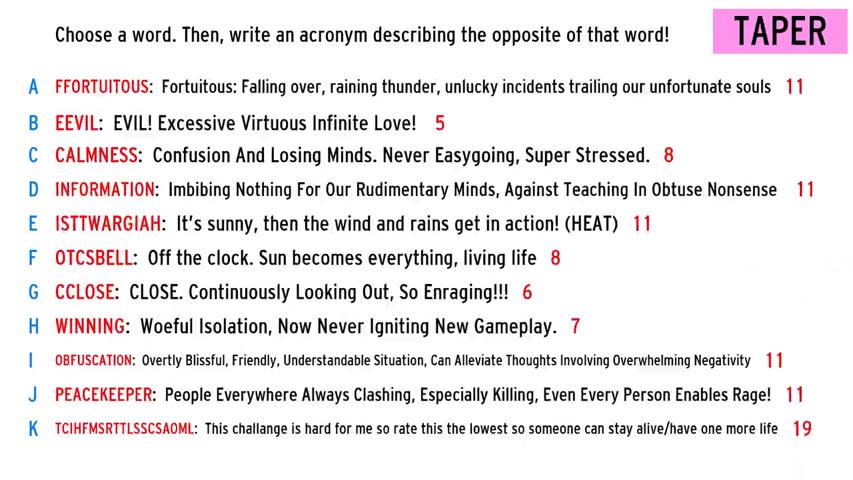 Choose a word. Then, write an acronym describing the opposite of that word!
TAPER
A FFORTUITOUS: Fortuitous: Falling over, raining thunder, unlucky incidents trailing our unfortunate souls 11
B EEVIL: EVIL! Excessive Virtuous Infinite Love! 5
C CALMNESS: Confusion And Losing Minds. Never Easygoing, Super Stressed. 8
D INFORMATION: Imbibing Nothing For Our Rudimentary Minds, Against Teaching In Obtuse Nonsense 11
E ISTTWARGIAH: It's sunny, then the wind and rains get in action! (HEAT) 11
F OTCSBELL: Off the clock. Sun becomes everything, living life 8
G CCLOSE: CLOSE. Continuously Looking Out, So Enraging!!! 6
H WINNING: Woeful Isolation, Now Never Igniting New Gameplay. 7
I OBFUSCATION: Overtly Blissful, Friendly, Understandable Situation, Can Alleviate Thoughts Involving Overwhelming Negativity 11
J PEACEKEEPER: People Everywhere Always Clashing, Especially Killing, Even Every Person Enables Rage! 11
K TCIHFMSRTTLSSCSAOML: This challange is hard for me so rate this the lowest so someone can stay alive/have one more life 19